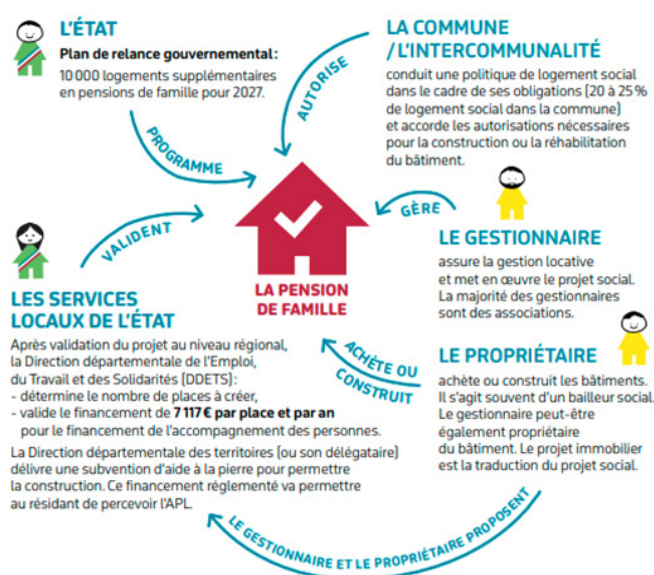 L'ÉTAT
Plan de relance gouvernemental :
10 000 logements supplémentaires
en pensions de famille pour 2027.
PROGRAMME
AUTORISE
LA COMMUNE
/L'INTERCOMMUNALITÉ
conduit une politique de logement social
dans le cadre de ses obligations (20 à 25 %
de logement social dans la commune)
et accorde les autorisations nécessaires
pour la construction ou la réhabilitation
du bâtiment.
GÈRE
LE GESTIONNAIRE
assure la gestion locative
et met en œuvre le projet social.
La majorité des gestionnaires
sont des associations.
VALIDENT
LA PENSION
DE FAMILLE
LES SERVICES
LOCAUX DE L'ÉTAT
Après validation du projet au niveau régional,
la Direction départementale de l'Emploi,
du Travail et des Solidarités (DDETS) :
- détermine le nombre de places à créer,
- valide le financement de 7 117 € par place et par an
pour le financement de l'accompagnement des personnes.
La Direction départementale des territoires (ou son délégataire)
délivre une subvention d'aide à la pierre pour permettre
la construction. Ce financement réglementé va permettre
au résidant de percevoir l'APL.
ACHÈTE OU
CONSTRUIT
LE PROPRIÉTAIRE
achète ou construit les bâtiments.
Il s'agit souvent d'un bailleur social.
Le gestionnaire peut-être
également propriétaire
du bâtiment. Le projet immobilier
est la traduction du projet social.
LE GESTIONNAIRE ET LE PROPRIÉTAIRE PROPOSENT